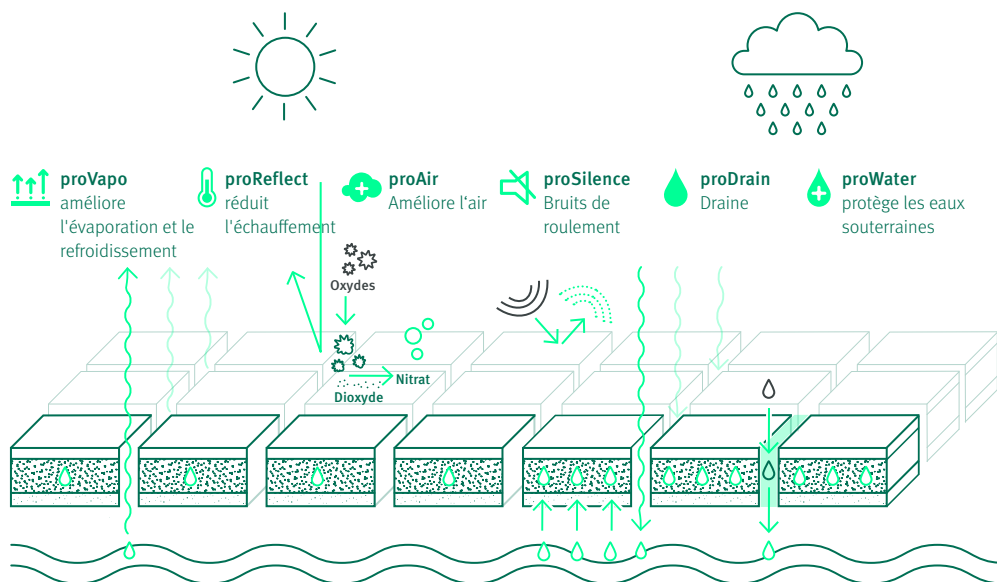 proVapo
améliore
l'évaporation et le
refroidissement
proReflect
réduit
l'échauffement
proAir
Améliore l‘air
proSilence
Bruits de
roulement
proDrain
Draine
proWater
protège les eaux
souterraines
Oxydes
Nitrat
Dioxyde